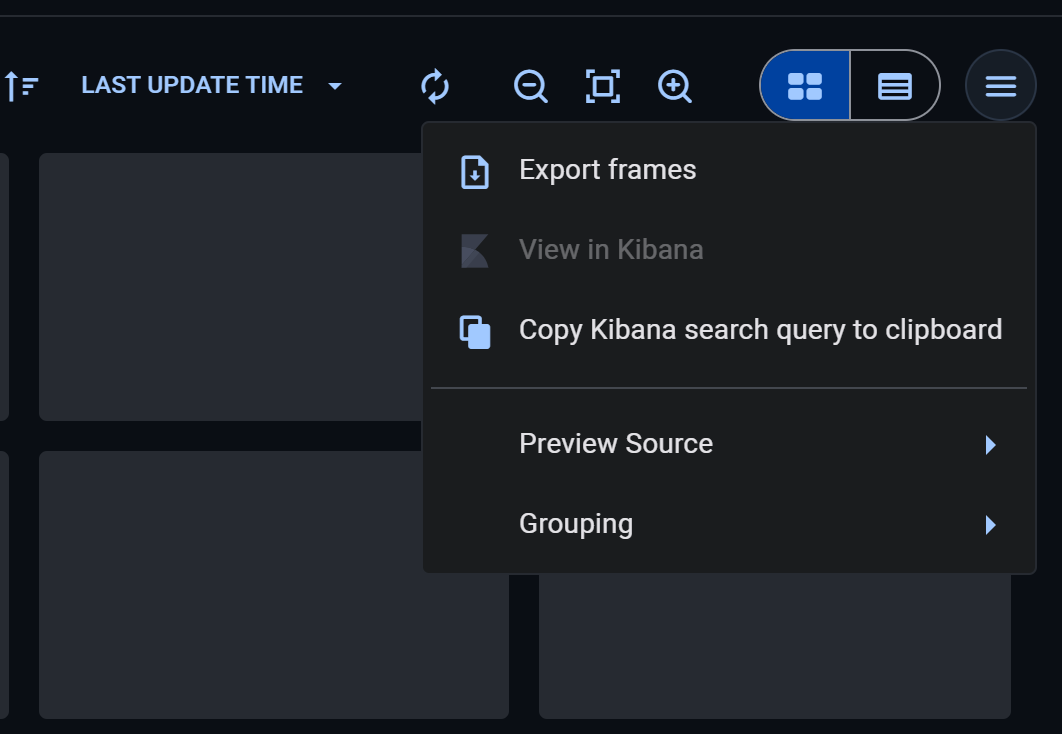 LAST UPDATE TIME
Export frames
View in Kibana
Copy Kibana search query to clipboard
Preview Source
Grouping